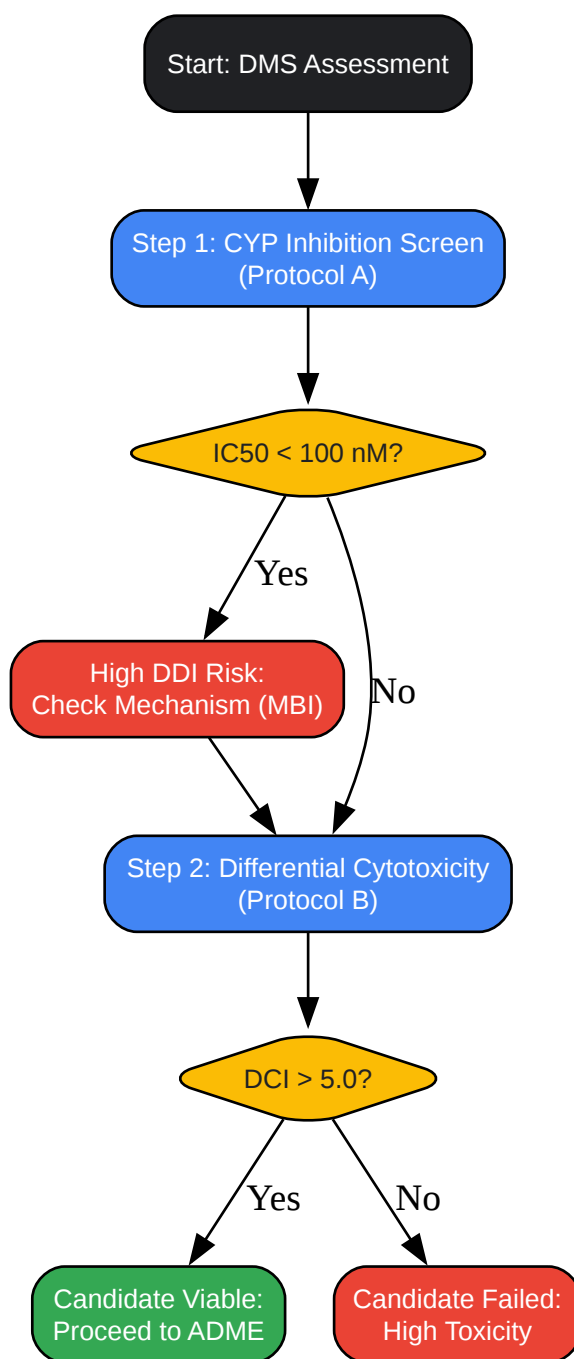 Start: DMS Assessment
Step 1: CYP Inhibition Screen
(Protocol A)
IC50 < 100 nM?
Yes
High DDI Risk:
Check Mechanism (MBI)
No
Step 2: Differential Cytotoxicity
(Protocol B)
DCI > 5.0?
Yes
No
Candidate Viable:
Proceed to ADME
Candidate Failed:
High Toxicity